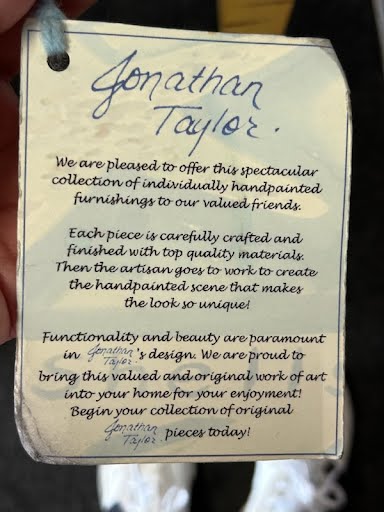 Jonathan
Taylor.
We are pleased to offer this spectacular
collection of individually handpainted
furnishings to our valued friends.
Each piece is carefully crafted and
finished with top quality materials.
Then the artisan goes to work to create
the handpainted scene that makes
the look so unique!
Functionality and beauty are paramount
in Jonathan Taylor's design. We are proud to
bring this valued and original work of art
into your home for your enjoyment!
Begin your collection of original
Jonathan Taylor pieces today!